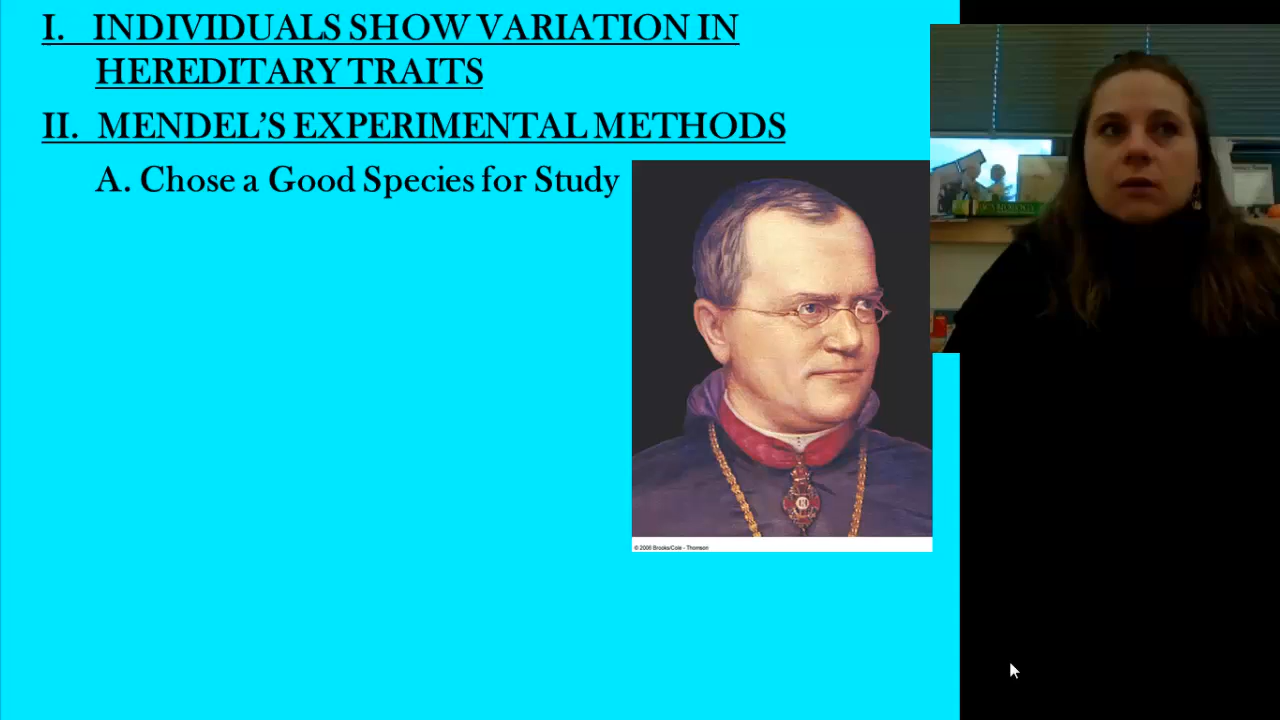 I. INDIVIDUALS SHOW VARIATION IN
HEREDITARY TRAITS
II. MENDEL'S EXPERIMENTAL METHODS
A. Chose a Good Species for Study
© 2006 Brooks/Cole - Thomson